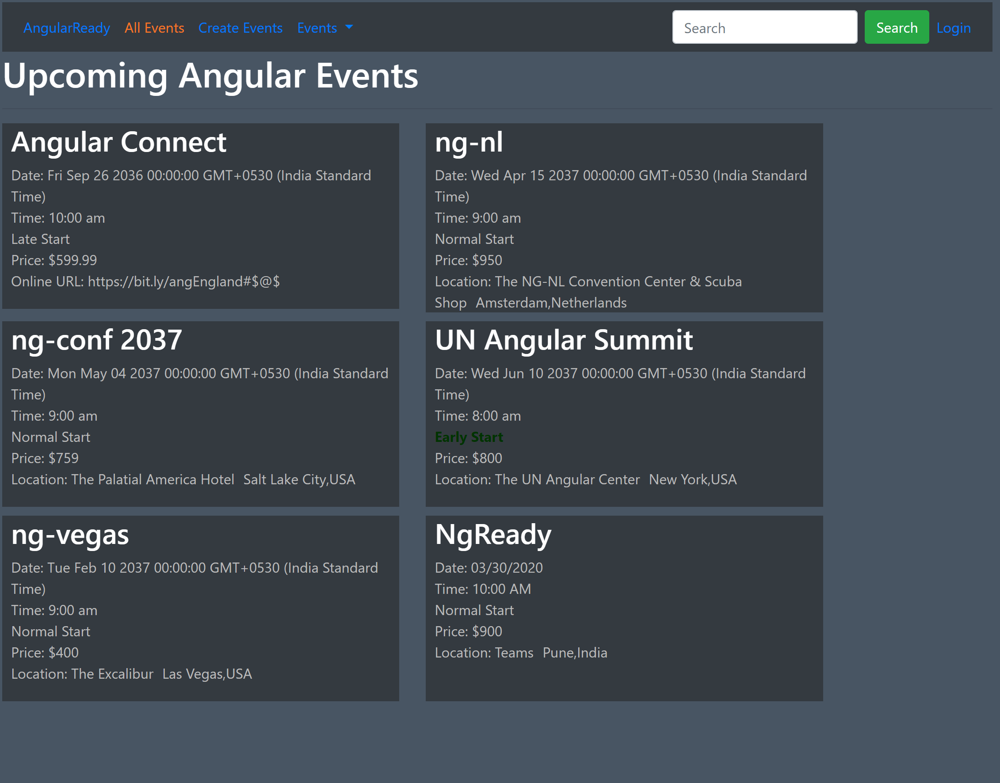 AngularReady All Events Create Events Events Search Search Login
Upcoming Angular Events
Angular Connect
Date: Fri Sep 26 2036 00:00:00 GMT+0530 (India Standard
Time)
Time: 10:00 am
Late Start
Price: $599.99
Online URL: https://bit.ly/angEngland#$@$
ng-nl
Date: Wed Apr 15 2037 00:00:00 GMT+0530 (India Standard
Time)
Time: 9:00 am
Normal Start
Price: $950
Location: The NG-NL Convention Center & Scuba
Shop Amsterdam,Netherlands
ng-conf 2037
Date: Mon May 04 2037 00:00:00 GMT+0530 (India Standard
Time)
Time: 9:00 am
Normal Start
Price: $759
Location: The Palatial America Hotel Salt Lake City,USA
UN Angular Summit
Date: Wed Jun 10 2037 00:00:00 GMT+0530 (India Standard
Time)
Time: 8:00 am
Early Start
Price: $800
Location: The UN Angular Center New York,USA
ng-vegas
Date: Tue Feb 10 2037 00:00:00 GMT+0530 (India Standard
Time)
Time: 9:00 am
Normal Start
Price: $400
Location: The Excalibur Las Vegas,USA
NgReady
Date: 03/30/2020
Time: 10:00 AM
Normal Start
Price: $900
Location: Teams Pune,India